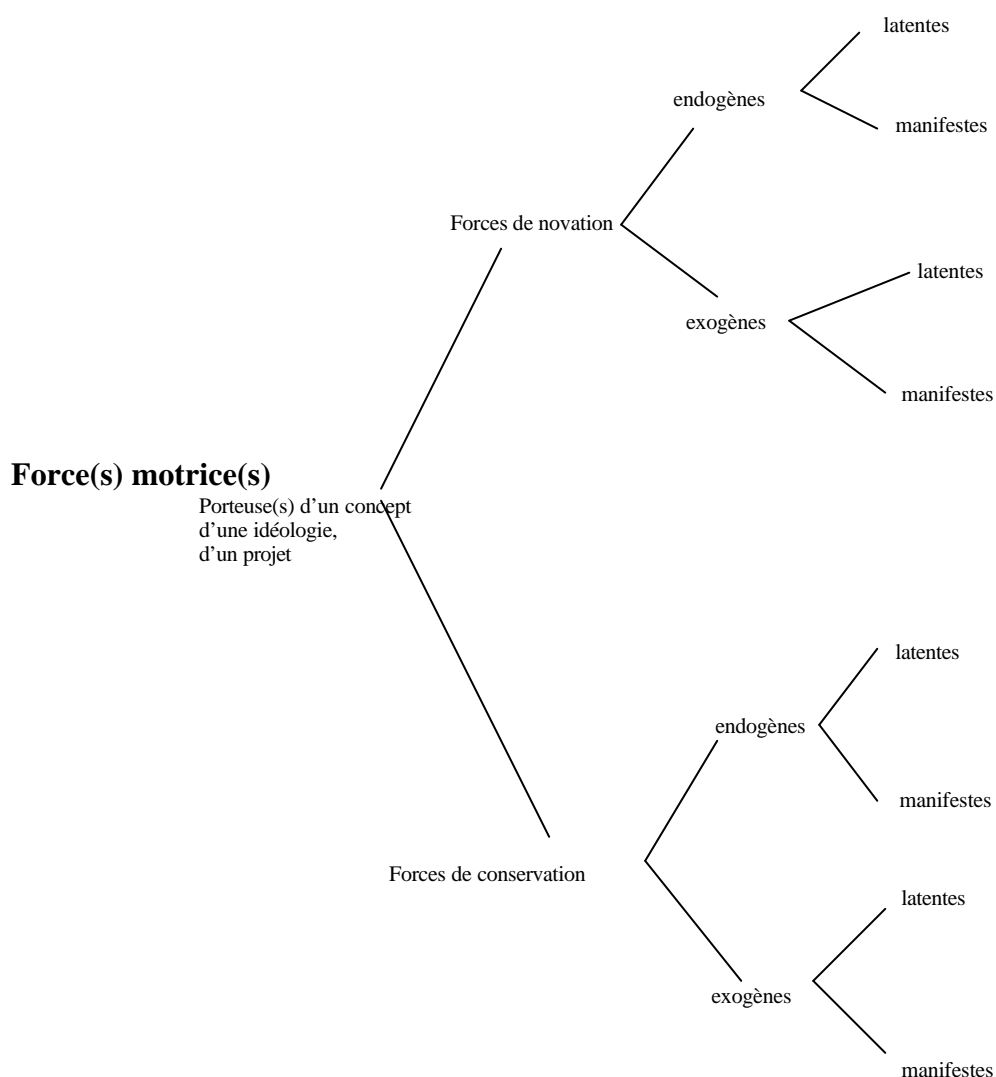 latentes
endogènes
manifestes
Forces de novation
latentes
exogènes
manifestes
Force(s) motrice(s)
Porteuse(s) d'un concept
d'une idéologie,
d'un projet
latentes
endogènes
manifestes
Forces de conservation
latentes
exogènes
manifestes